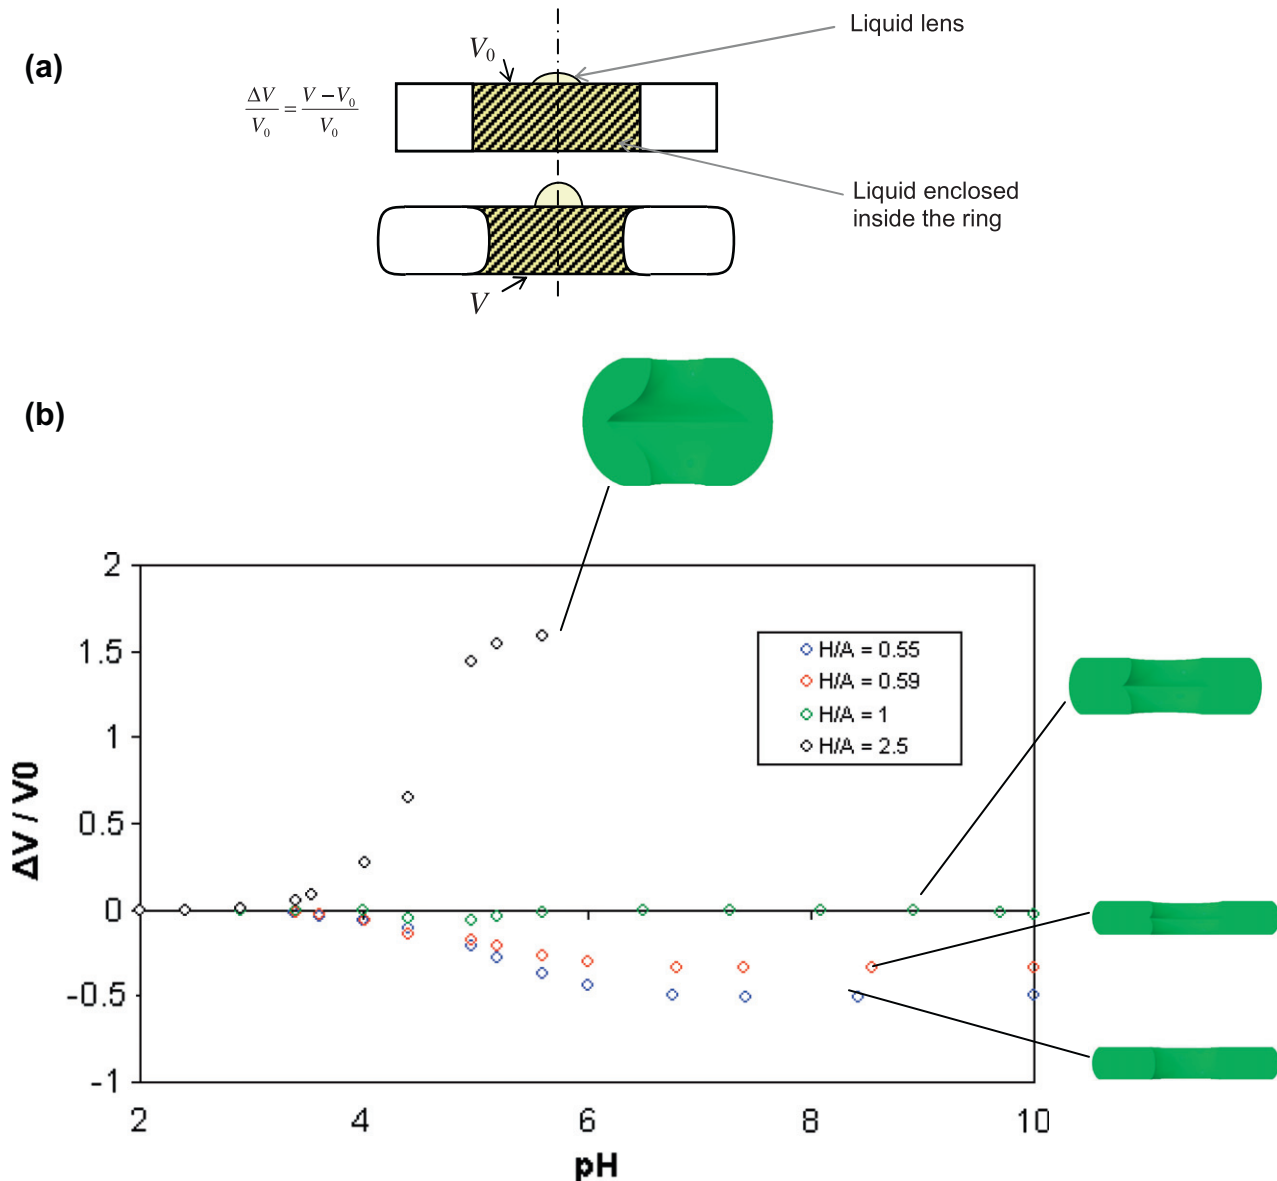 (a)
Liquid lens
V₀
ΔV/V₀ = (V − V₀)/V₀
Liquid enclosed
inside the ring
V
(b)
ΔV / V0
2
1.5
1
0.5
0
-0.5
-1
H/A = 0.55
H/A = 0.59
H/A = 1
H/A = 2.5
2 4 6 8 10
pH